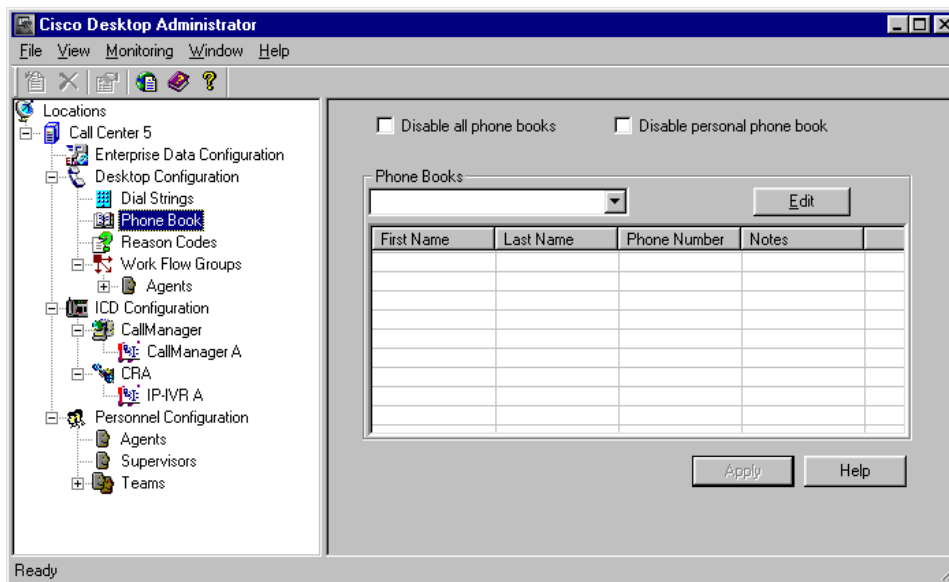 Cisco Desktop Administrator
File View Monitoring Window Help
Locations
Call Center 5
Enterprise Data Configuration
Desktop Configuration
Dial Strings
Phone Book
Reason Codes
Work Flow Groups
Agents
ICD Configuration
CallManager
CallManager A
CRA
IP-IVR A
Personnel Configuration
Agents
Supervisors
Teams
Disable all phone books
Disable personal phone book
Phone Books
Edit
First Name Last Name Phone Number Notes
Apply Help
Ready